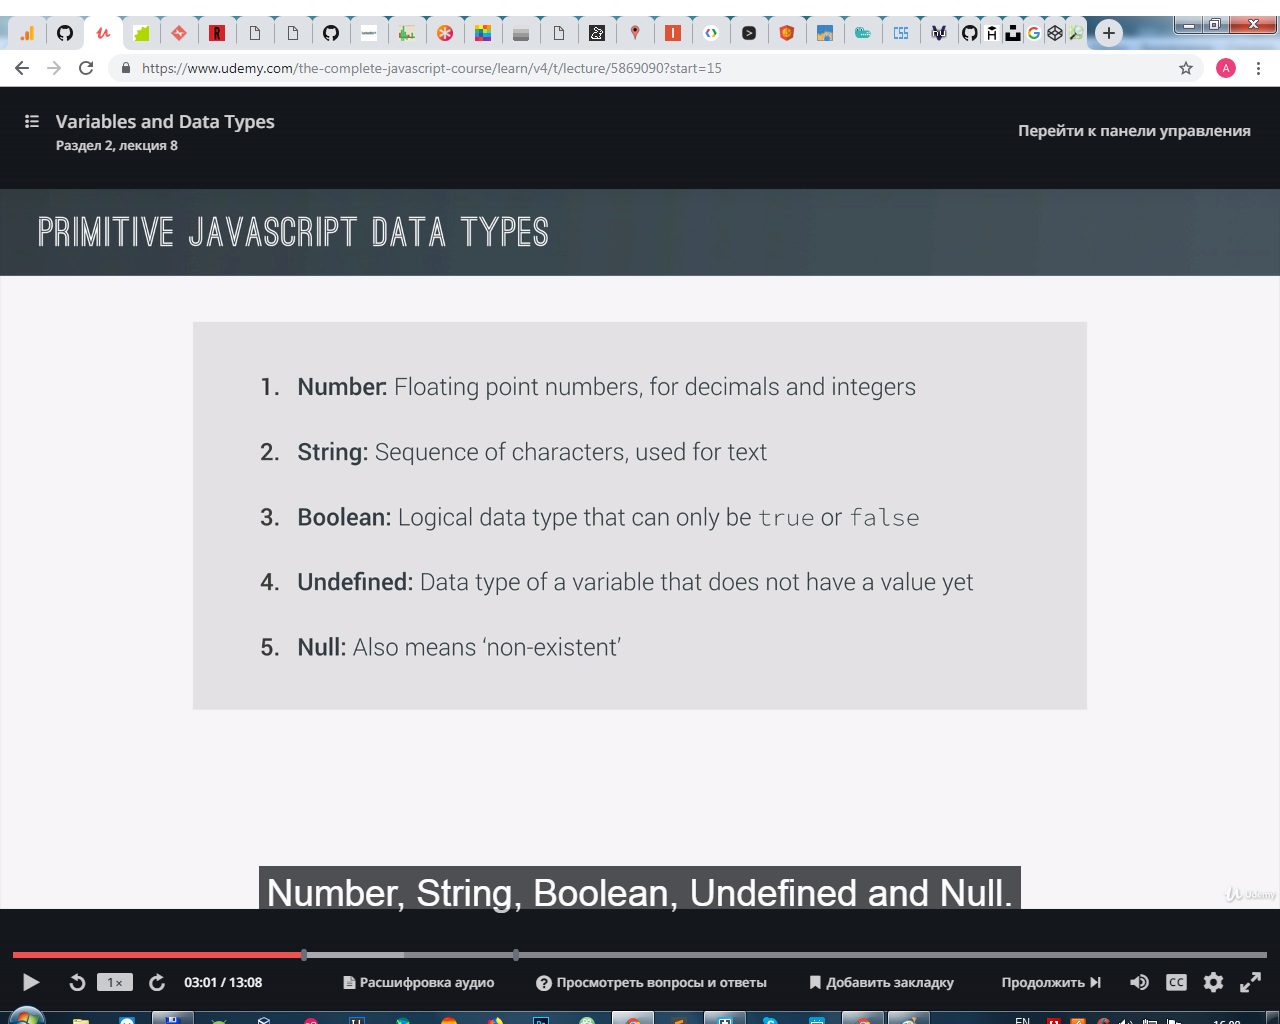 https://www.udemy.com/the-complete-javascript-course/learn/v4/t/lecture/5869090?start=15
A
Variables and Data Types
Раздел 2, лекция 8
Перейти к панели управления
PRIMITIVE JAVASCRIPT DATA TYPES
1. Number: Floating point numbers, for decimals and integers
2. String: Sequence of characters, used for text
3. Boolean: Logical data type that can only be true or false
4. Undefined: Data type of a variable that does not have a value yet
5. Null: Also means ‘non-existent’
Number, String, Boolean, Undefined and Null.
Udemy
1×
03:01 / 13:08
Расшифровка аудио
Просмотреть вопросы и ответы
Добавить закладку
Продолжить
CC